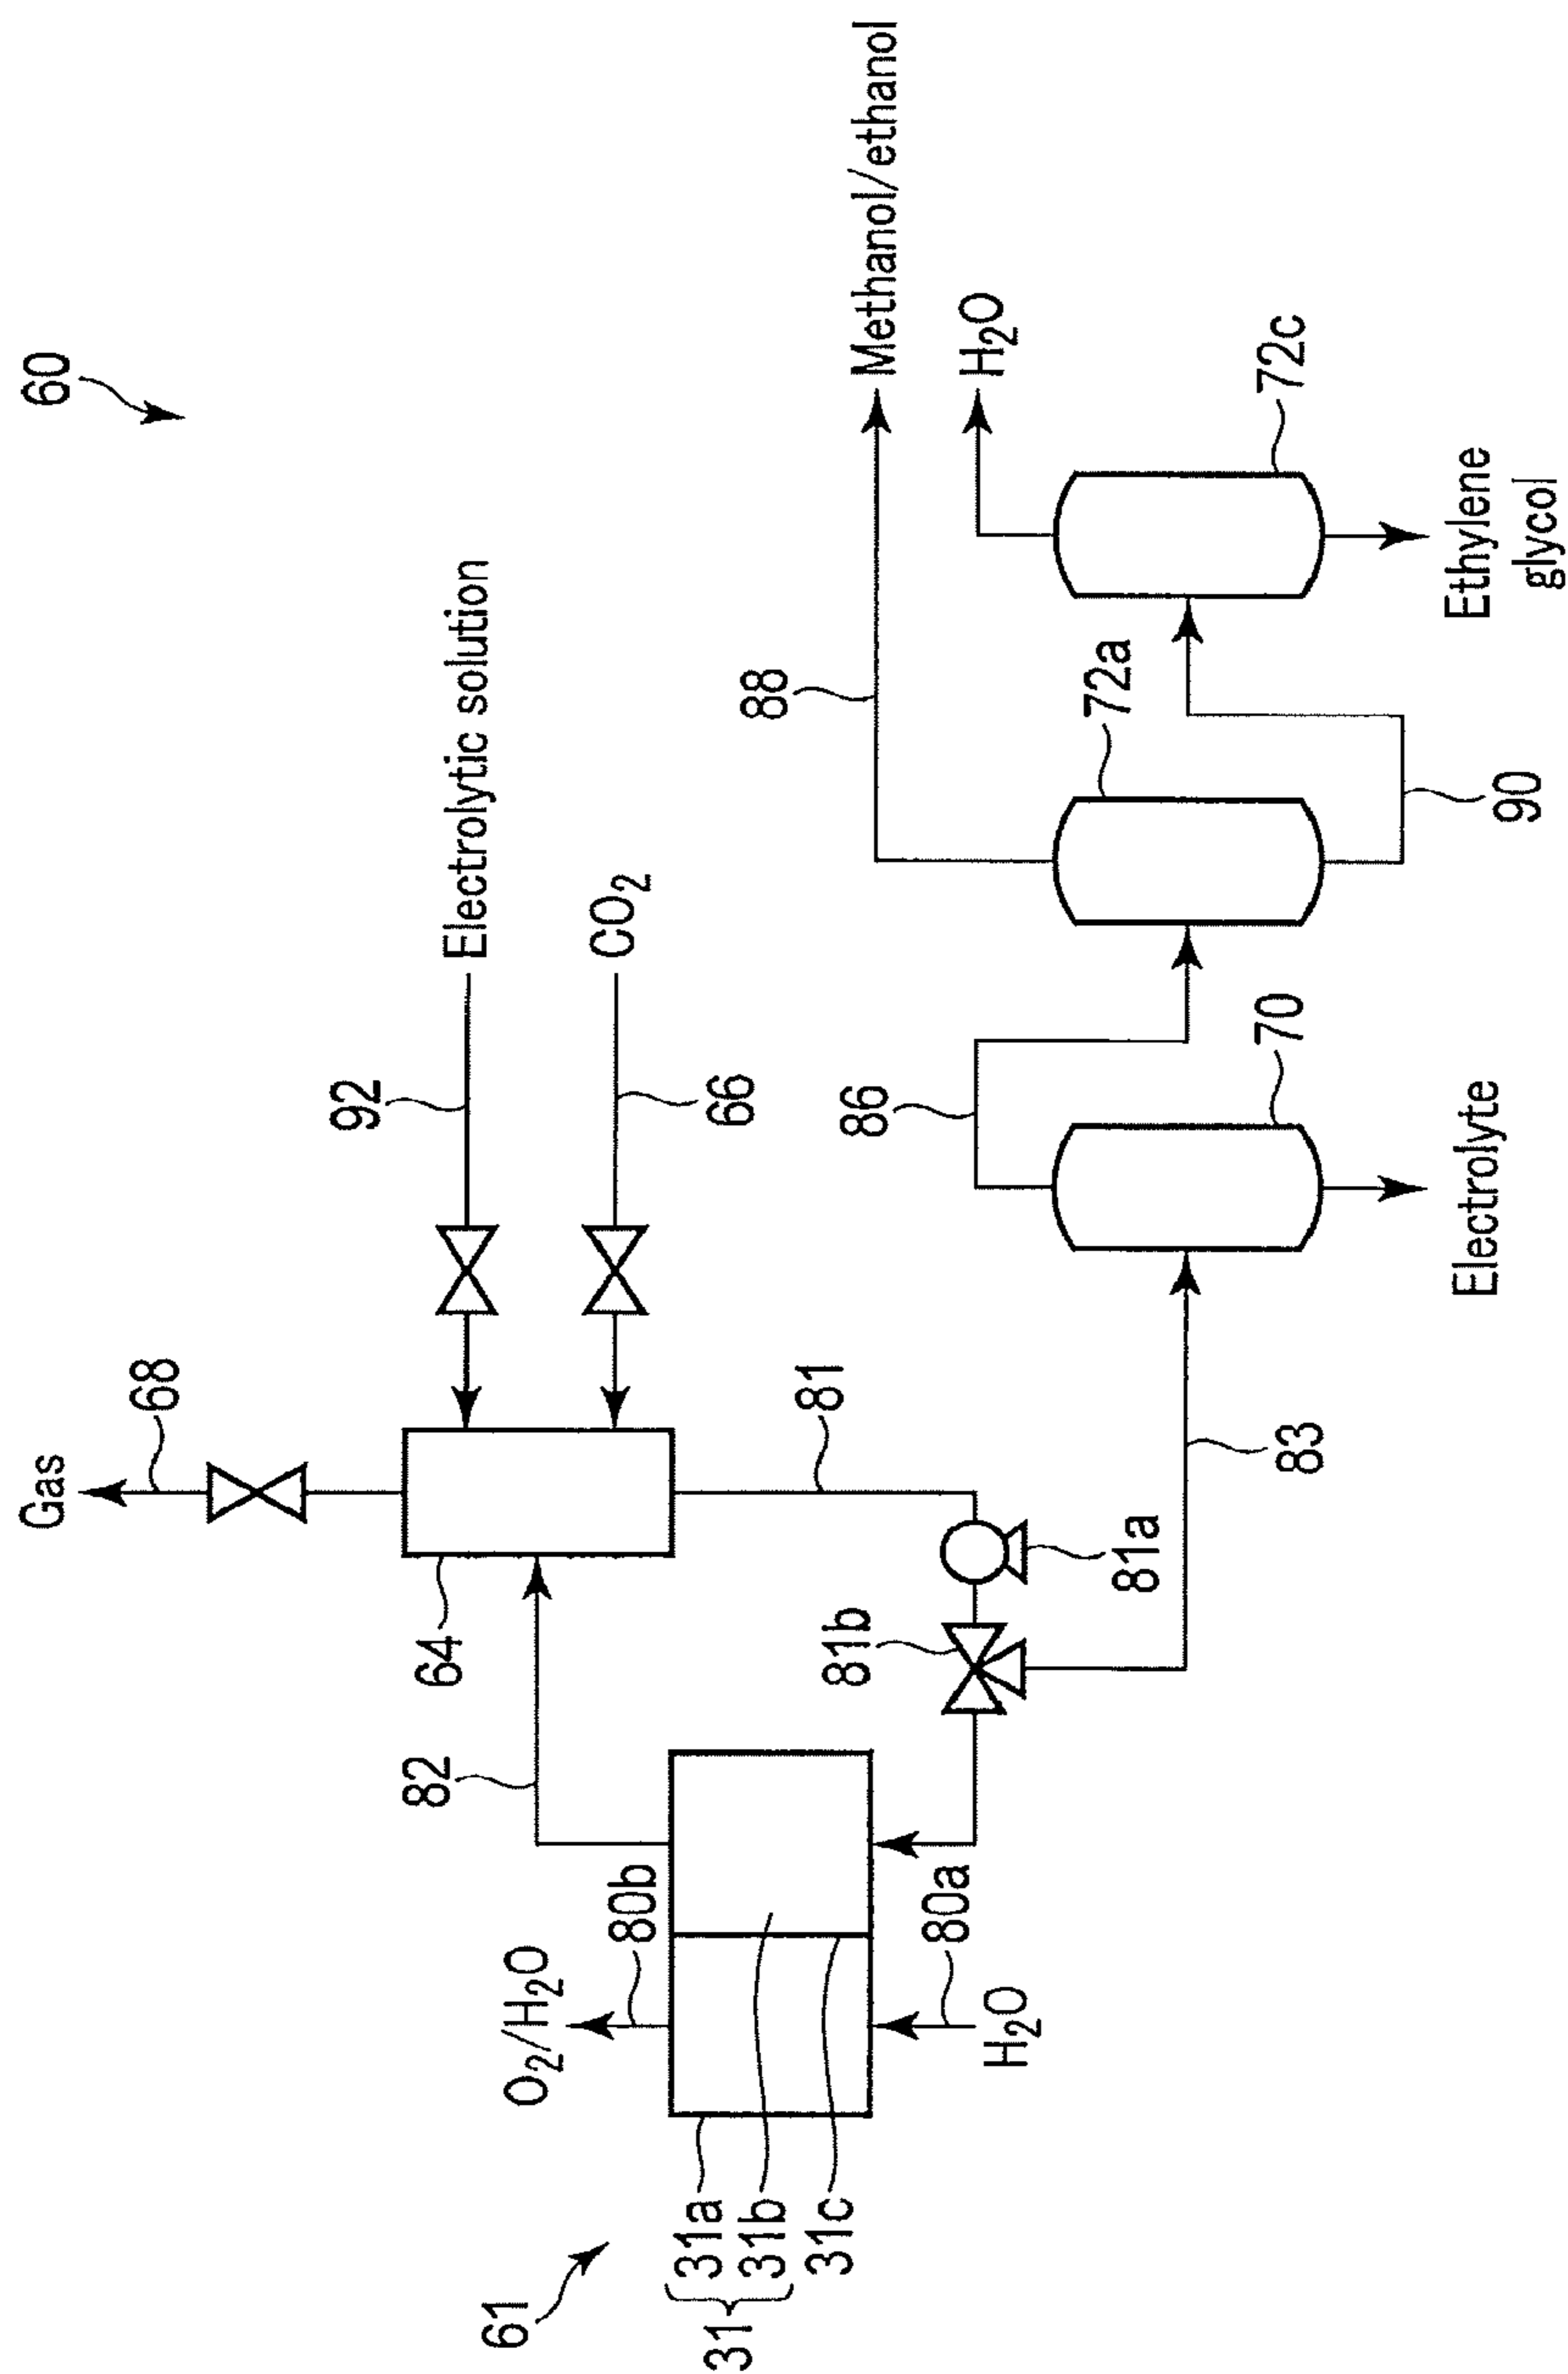 60
Gas
68
92
Electrolytic solution
66
CO₂
64
82
81
88
Methanol/ethanol
61
O₂/H₂O
80b
81b
81a
86
H₂O
72a
72c
31
31a
31b
31c
80a
H₂O
83
70
90
Electrolyte
Ethylene
glycol